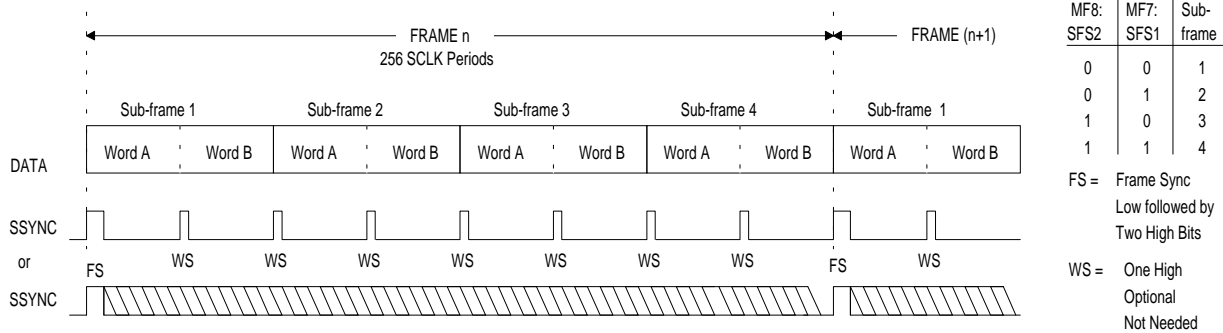 FRAME n
256 SCLK Periods
FRAME (n+1)
Sub-frame 1
Sub-frame 2
Sub-frame 3
Sub-frame 4
Sub-frame 1
DATA
Word A
Word B
Word A
Word B
Word A
Word B
Word A
Word B
Word A
Word B
SSYNC
or
FS
WS
WS
WS
WS
WS
WS
WS
FS
WS
SSYNC
MF8: MF7: Sub-
SFS2 SFS1 frame
0 0 1
0 1 2
1 0 3
1 1 4
FS = Frame Sync
Low followed by
Two High Bits
WS = One High
Optional
Not Needed